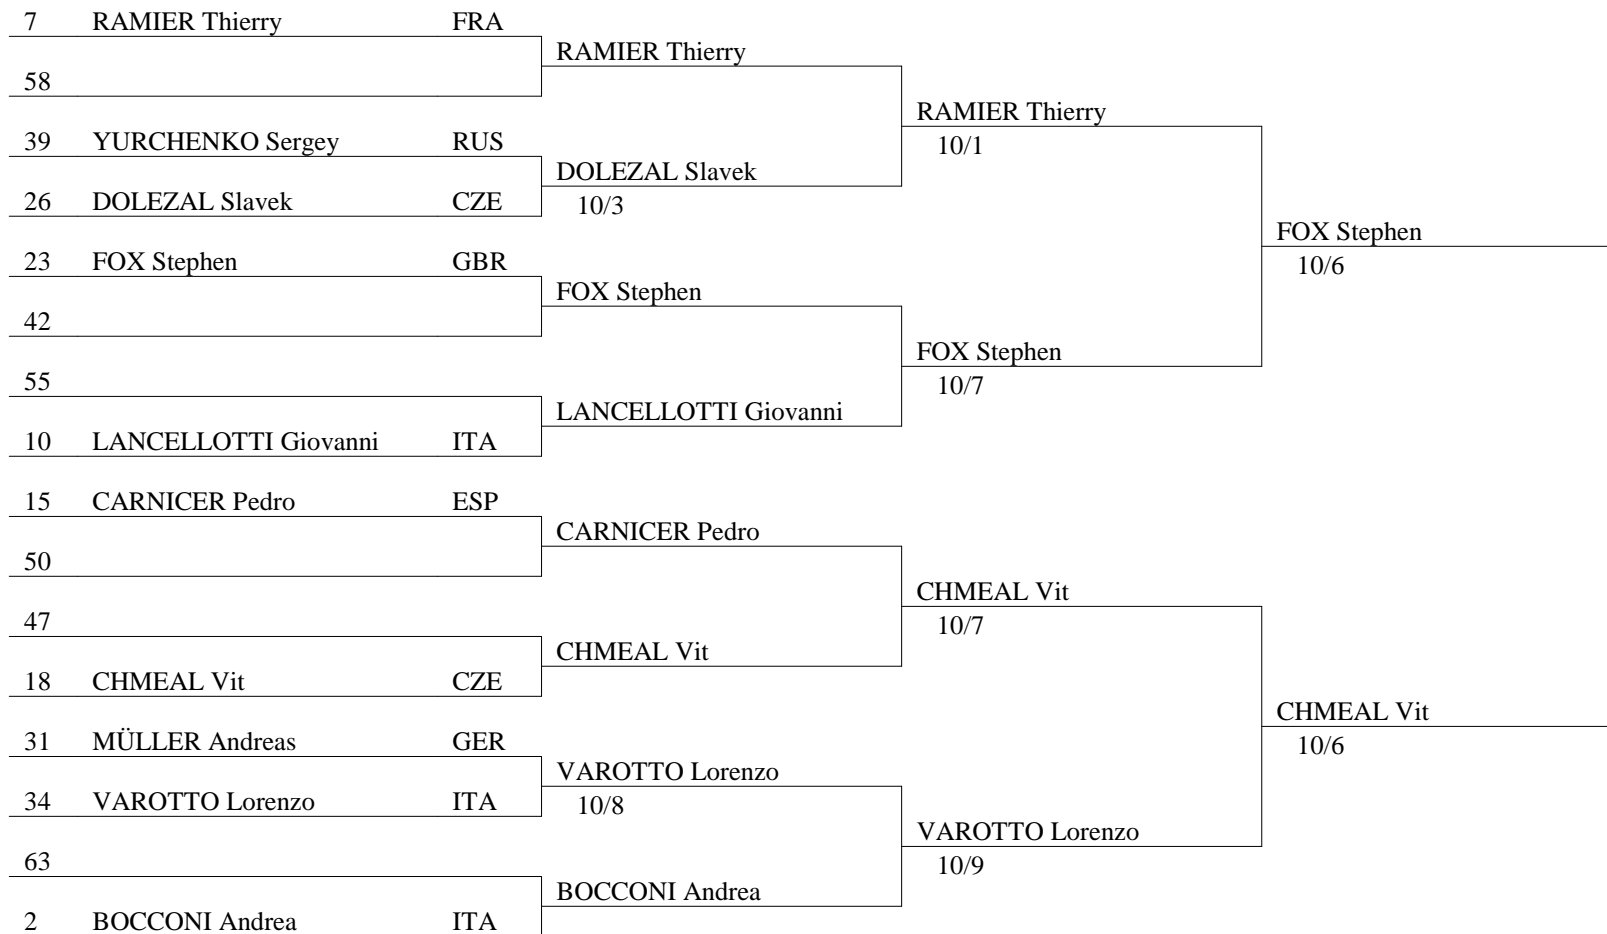 7 RAMIER Thierry FRA
RAMIER Thierry
58
RAMIER Thierry
39 YURCHENKO Sergey RUS
10/1
DOLEZAL Slavek
26 DOLEZAL Slavek CZE
10/3
FOX Stephen
23 FOX Stephen GBR
10/6
FOX Stephen
42
FOX Stephen
55
10/7
LANCELLOTTI Giovanni
10 LANCELLOTTI Giovanni ITA
15 CARNICER Pedro ESP
CARNICER Pedro
50
CHMEAL Vit
47
10/7
CHMEAL Vit
18 CHMEAL Vit CZE
CHMEAL Vit
31 MÜLLER Andreas GER
10/6
VAROTTO Lorenzo
34 VAROTTO Lorenzo ITA
10/8
VAROTTO Lorenzo
63
10/9
BOCCONI Andrea
2 BOCCONI Andrea ITA